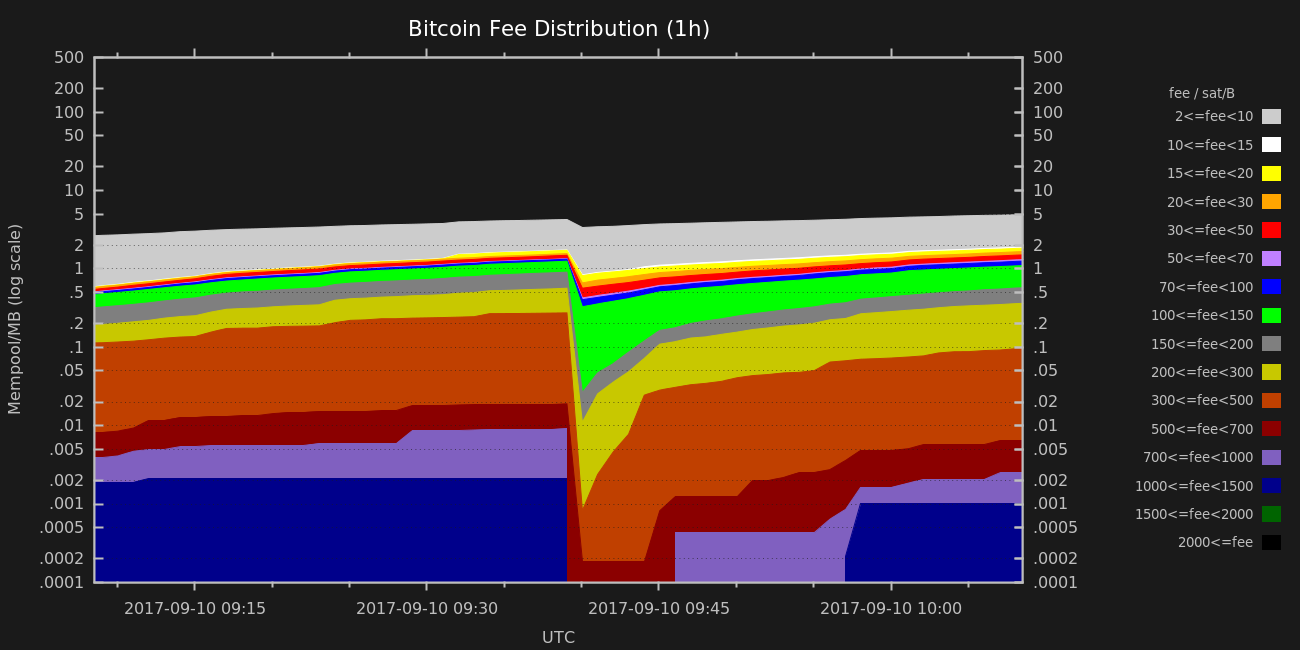 Bitcoin Fee Distribution (1h)
500
200
100
50
20
10
5
2
1
.5
.2
.1
.05
.02
.01
.005
.002
.001
.0005
.0002
.0001
Mempool/MB (log scale)
500
200
100
50
20
10
5
2
1
.5
.2
.1
.05
.02
.01
.005
.002
.001
.0005
.0002
.0001
2017-09-10 09:15 2017-09-10 09:30 2017-09-10 09:45 2017-09-10 10:00
UTC
fee / sat/B
2<=fee<10
10<=fee<15
15<=fee<20
20<=fee<30
30<=fee<50
50<=fee<70
70<=fee<100
100<=fee<150
150<=fee<200
200<=fee<300
300<=fee<500
500<=fee<700
700<=fee<1000
1000<=fee<1500
1500<=fee<2000
2000<=fee